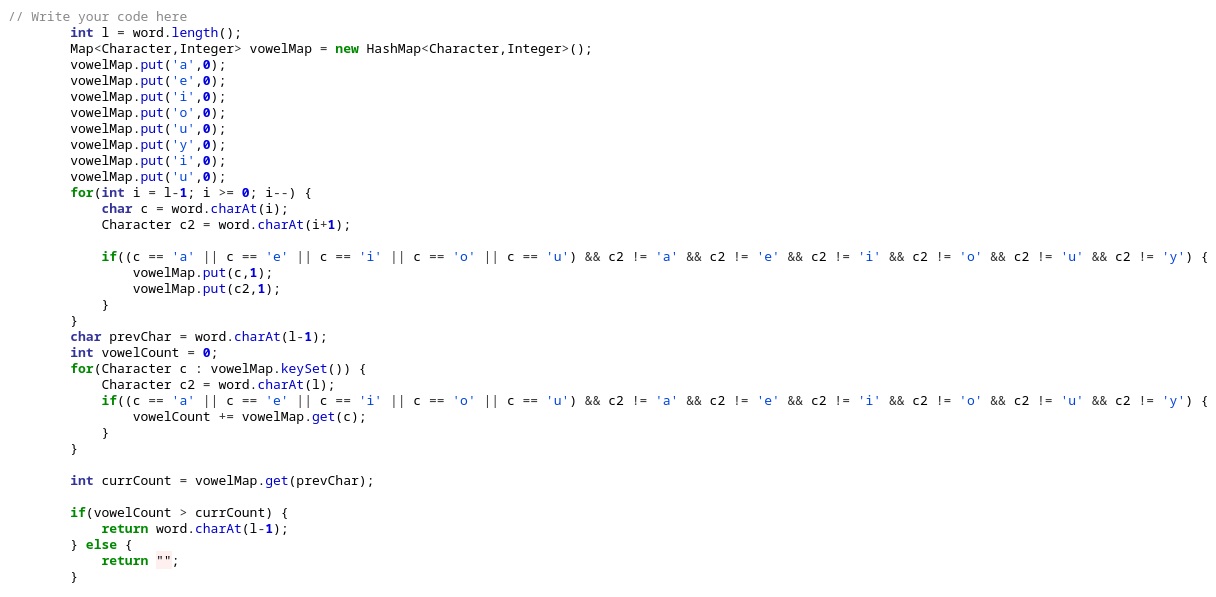 // Write your code here
        int l = word.length();
        Map<Character,Integer> vowelMap = new HashMap<Character,Integer>();
        vowelMap.put('a',0);
        vowelMap.put('e',0);
        vowelMap.put('i',0);
        vowelMap.put('o',0);
        vowelMap.put('u',0);
        vowelMap.put('y',0);
        vowelMap.put('i',0);
        vowelMap.put('u',0);
        for(int i = l-1; i >= 0; i--) {
            char c = word.charAt(i);
            Character c2 = word.charAt(i+1);

            if((c == 'a' || c == 'e' || c == 'i' || c == 'o' || c == 'u') && c2 != 'a' && c2 != 'e' && c2 != 'i' && c2 != 'o' && c2 != 'u' && c2 != 'y') {
                vowelMap.put(c,1);
                vowelMap.put(c2,1);
            }
        }
        char prevChar = word.charAt(l-1);
        int vowelCount = 0;
        for(Character c : vowelMap.keySet()) {
            Character c2 = word.charAt(l);
            if((c == 'a' || c == 'e' || c == 'i' || c == 'o' || c == 'u') && c2 != 'a' && c2 != 'e' && c2 != 'i' && c2 != 'o' && c2 != 'u' && c2 != 'y') {
                vowelCount += vowelMap.get(c);
            }
        }

        int currCount = vowelMap.get(prevChar);

        if(vowelCount > currCount) {
            return word.charAt(l-1);
        } else {
            return "";
        }